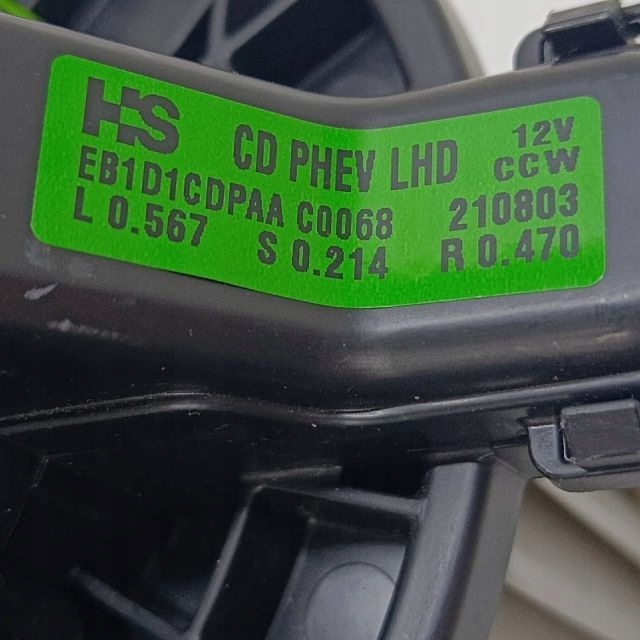 HS CD PHEV LHD 12V
CCW
EB1D1CDPAA C0068 210803
L 0.567 S 0.214 R 0.470